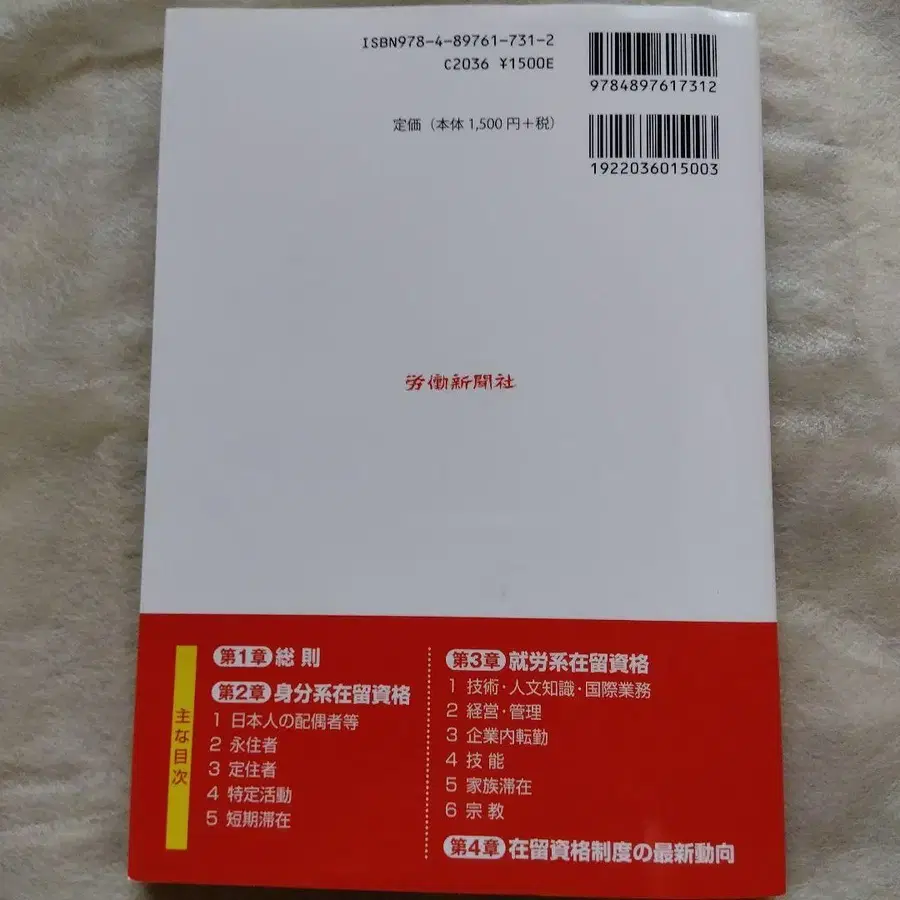 ISBN978-4-89761-731-2
C2036 ¥1500E
9784897617312
定価（本体1,500円＋税）
1922036015003
労働新聞社
主な目次
第1章 総則
第2章 身分系在留資格
1 日本人の配偶者等
2 永住者
3 定住者
4 特定活動
5 短期滞在
第3章 就労系在留資格
1 技術・人文知識・国際業務
2 経営・管理
3 企業内転勤
4 技能
5 家族滞在
6 宗教
第4章 在留資格制度の最新動向